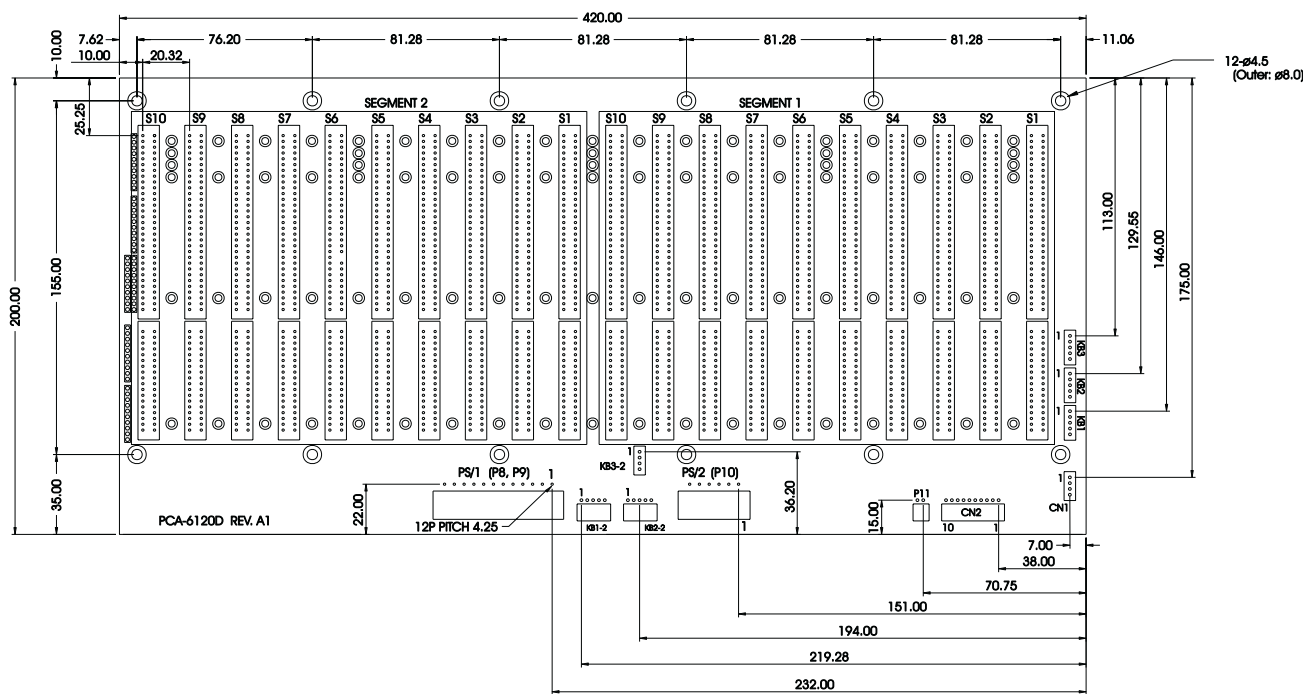 420.00
7.62 76.20 81.28 81.28 81.28 81.28 11.06
10.00
10.00 20.32
12-ø4.5
(Outer: ø8.0)
SEGMENT 2 SEGMENT 1
25.25
S10 S9 S8 S7 S6 S5 S4 S3 S2 S1 S10 S9 S8 S7 S6 S5 S4 S3 S2 S1
200.00
155.00
113.00
129.55
146.00
175.00
1 KB3
1 KB2
1 KB1
35.00
22.00
PS/1 (P8, P9) 1
1 KB3-2
PS/2 (P10)
36.20
1 CN1
PCA-6120D REV. A1
12P PITCH 4.25
1 KB1-2
1 KB2-2
1
15.00
P11
CN2
10 1
7.00
38.00
70.75
151.00
194.00
219.28
232.00